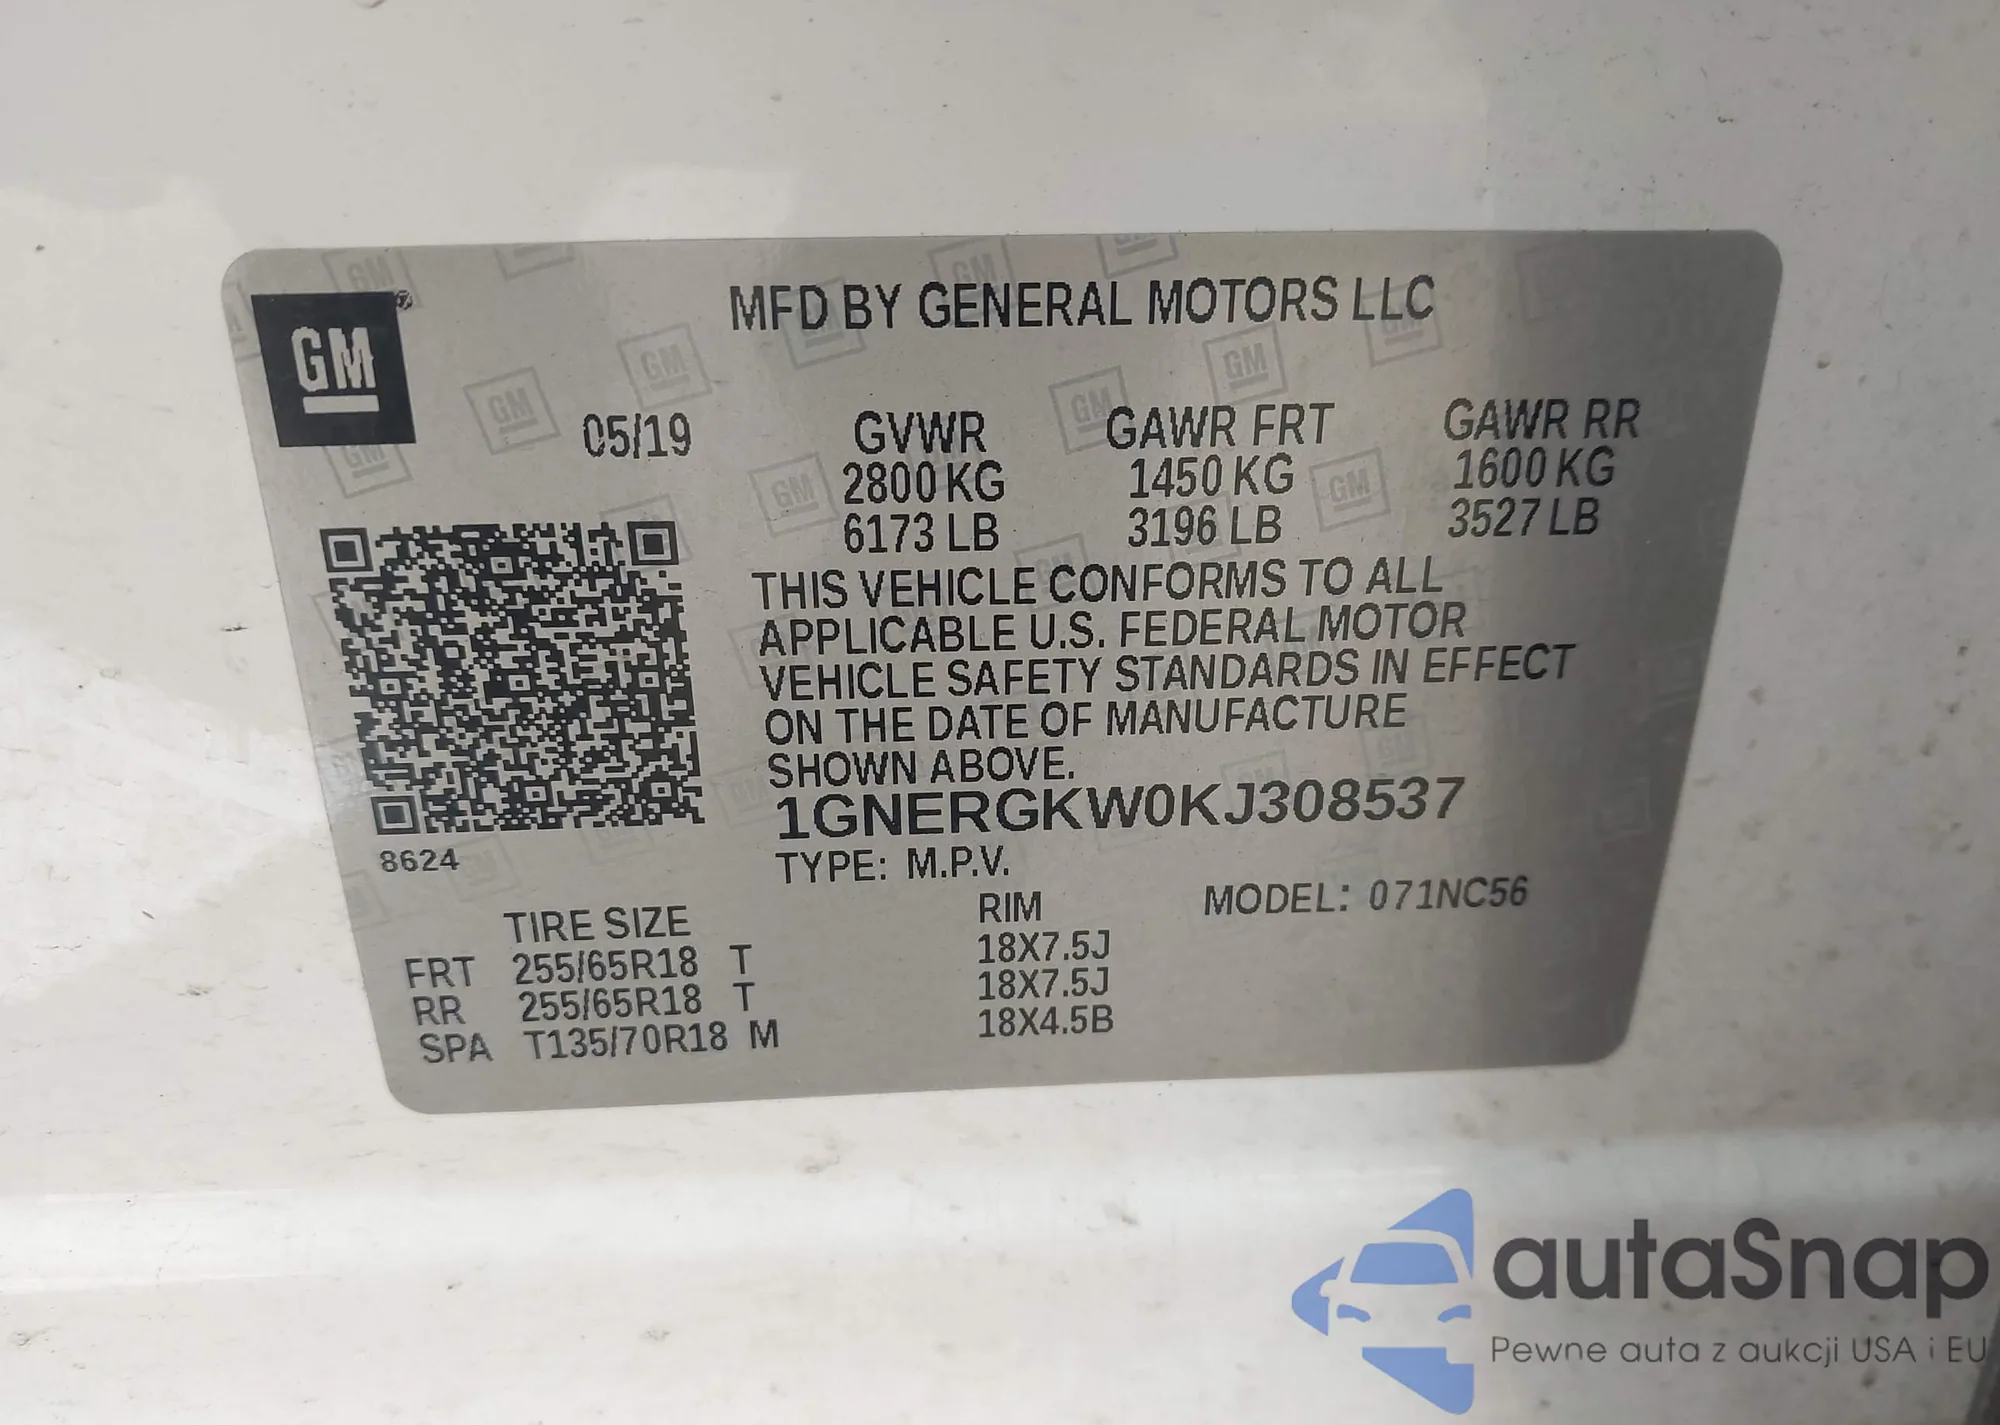 GM
MFD BY GENERAL MOTORS LLC
05/19 GVWR GAWR FRT GAWR RR
2800 KG 1450 KG 1600 KG
6173 LB 3196 LB 3527 LB
THIS VEHICLE CONFORMS TO ALL
APPLICABLE U.S. FEDERAL MOTOR
VEHICLE SAFETY STANDARDS IN EFFECT
ON THE DATE OF MANUFACTURE
SHOWN ABOVE.
1GNERGKW0KJ308537
8624
TYPE: M.P.V. MODEL: 071NC56
TIRE SIZE RIM
FRT 255/65R18 T 18X7.5J
RR 255/65R18 T 18X7.5J
SPA T135/70R18 M 18X4.5B
autaSnap
Pewne auta z aukcji USA i EU